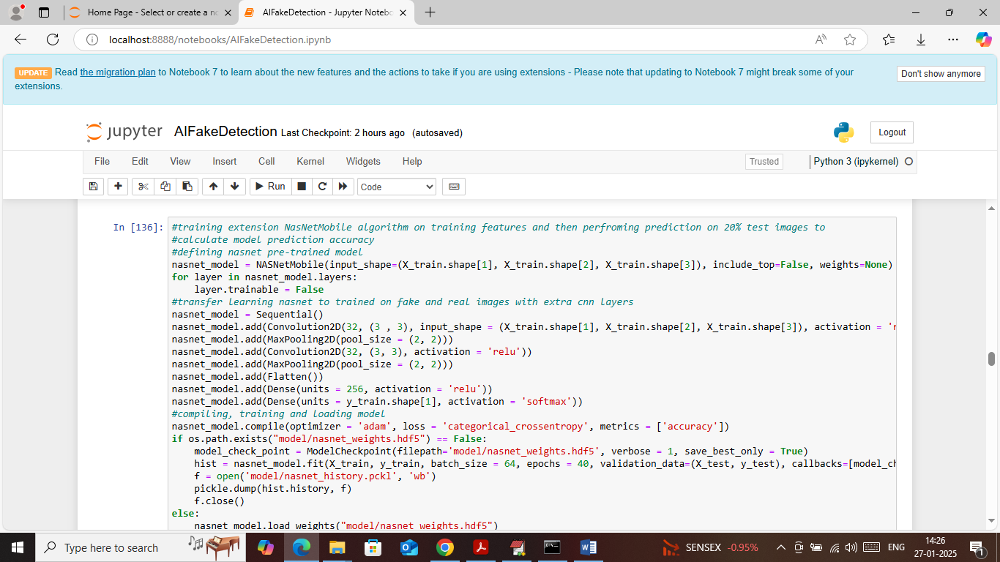 Home Page - Select or create a no
AIFakeDetection - Jupyter Notebo
localhost:8888/notebooks/AIFakeDetection.ipynb
UPDATE Read the migration plan to Notebook 7 to learn about the new features and the actions to take if you are using extensions - Please note that updating to Notebook 7 might break some of your
extensions.
Don't show anymore
jupyter AIFakeDetection Last Checkpoint: 2 hours ago (autosaved)
Logout
File Edit View Insert Cell Kernel Widgets Help
Trusted
Python 3 (ipykernel)
Run
Code
In [136]: #training extension NasNetMobile algorithm on training features and then perfroming prediction on 20% test images to
#calculate model prediction accuracy
#defining nasnet pre-trained model
nasnet_model = NASNetMobile(input_shape=(X_train.shape[1], X_train.shape[2], X_train.shape[3]), include_top=False, weights=None)
for layer in nasnet_model.layers:
    layer.trainable = False
#transfer learning nasnet to trained on fake and real images with extra cnn layers
nasnet_model = Sequential()
nasnet_model.add(Convolution2D(32, (3 , 3), input_shape = (X_train.shape[1], X_train.shape[2], X_train.shape[3]), activation = 'r
nasnet_model.add(MaxPooling2D(pool_size = (2, 2)))
nasnet_model.add(Convolution2D(32, (3, 3), activation = 'relu'))
nasnet_model.add(MaxPooling2D(pool_size = (2, 2)))
nasnet_model.add(Flatten())
nasnet_model.add(Dense(units = 256, activation = 'relu'))
nasnet_model.add(Dense(units = y_train.shape[1], activation = 'softmax'))
#compiling, training and loading model
nasnet_model.compile(optimizer = 'adam', loss = 'categorical_crossentropy', metrics = ['accuracy'])
if os.path.exists("model/nasnet_weights.hdf5") == False:
    model_check_point = ModelCheckpoint(filepath='model/nasnet_weights.hdf5', verbose = 1, save_best_only = True)
    hist = nasnet_model.fit(X_train, y_train, batch_size = 64, epochs = 40, validation_data=(X_test, y_test), callbacks=[model_ch
    f = open('model/nasnet_history.pckl', 'wb')
    pickle.dump(hist.history, f)
    f.close()
else:
    nasnet_model.load_weights("model/nasnet_weights.hdf5")
Type here to search
SENSEX -0.95%
ENG
14:26
27-01-2025
1